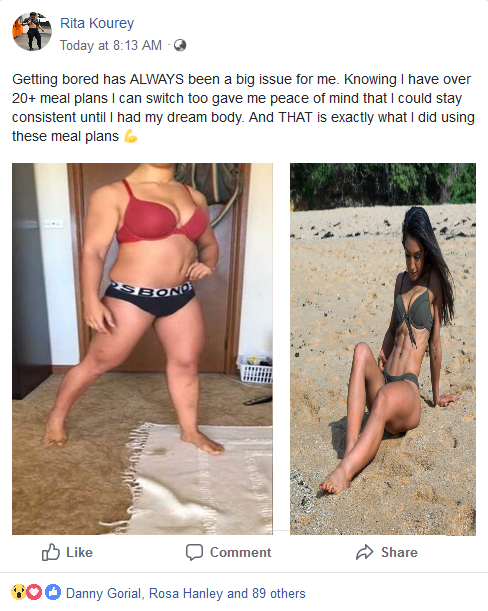 Rita Kourey
Today at 8:13 AM ·
Getting bored has ALWAYS been a big issue for me. Knowing I have over
20+ meal plans I can switch too gave me peace of mind that I could stay
consistent until I had my dream body. And THAT is exactly what I did using
these meal plans 💪
DSBOND
Like Comment Share
Danny Gorial, Rosa Hanley and 89 others